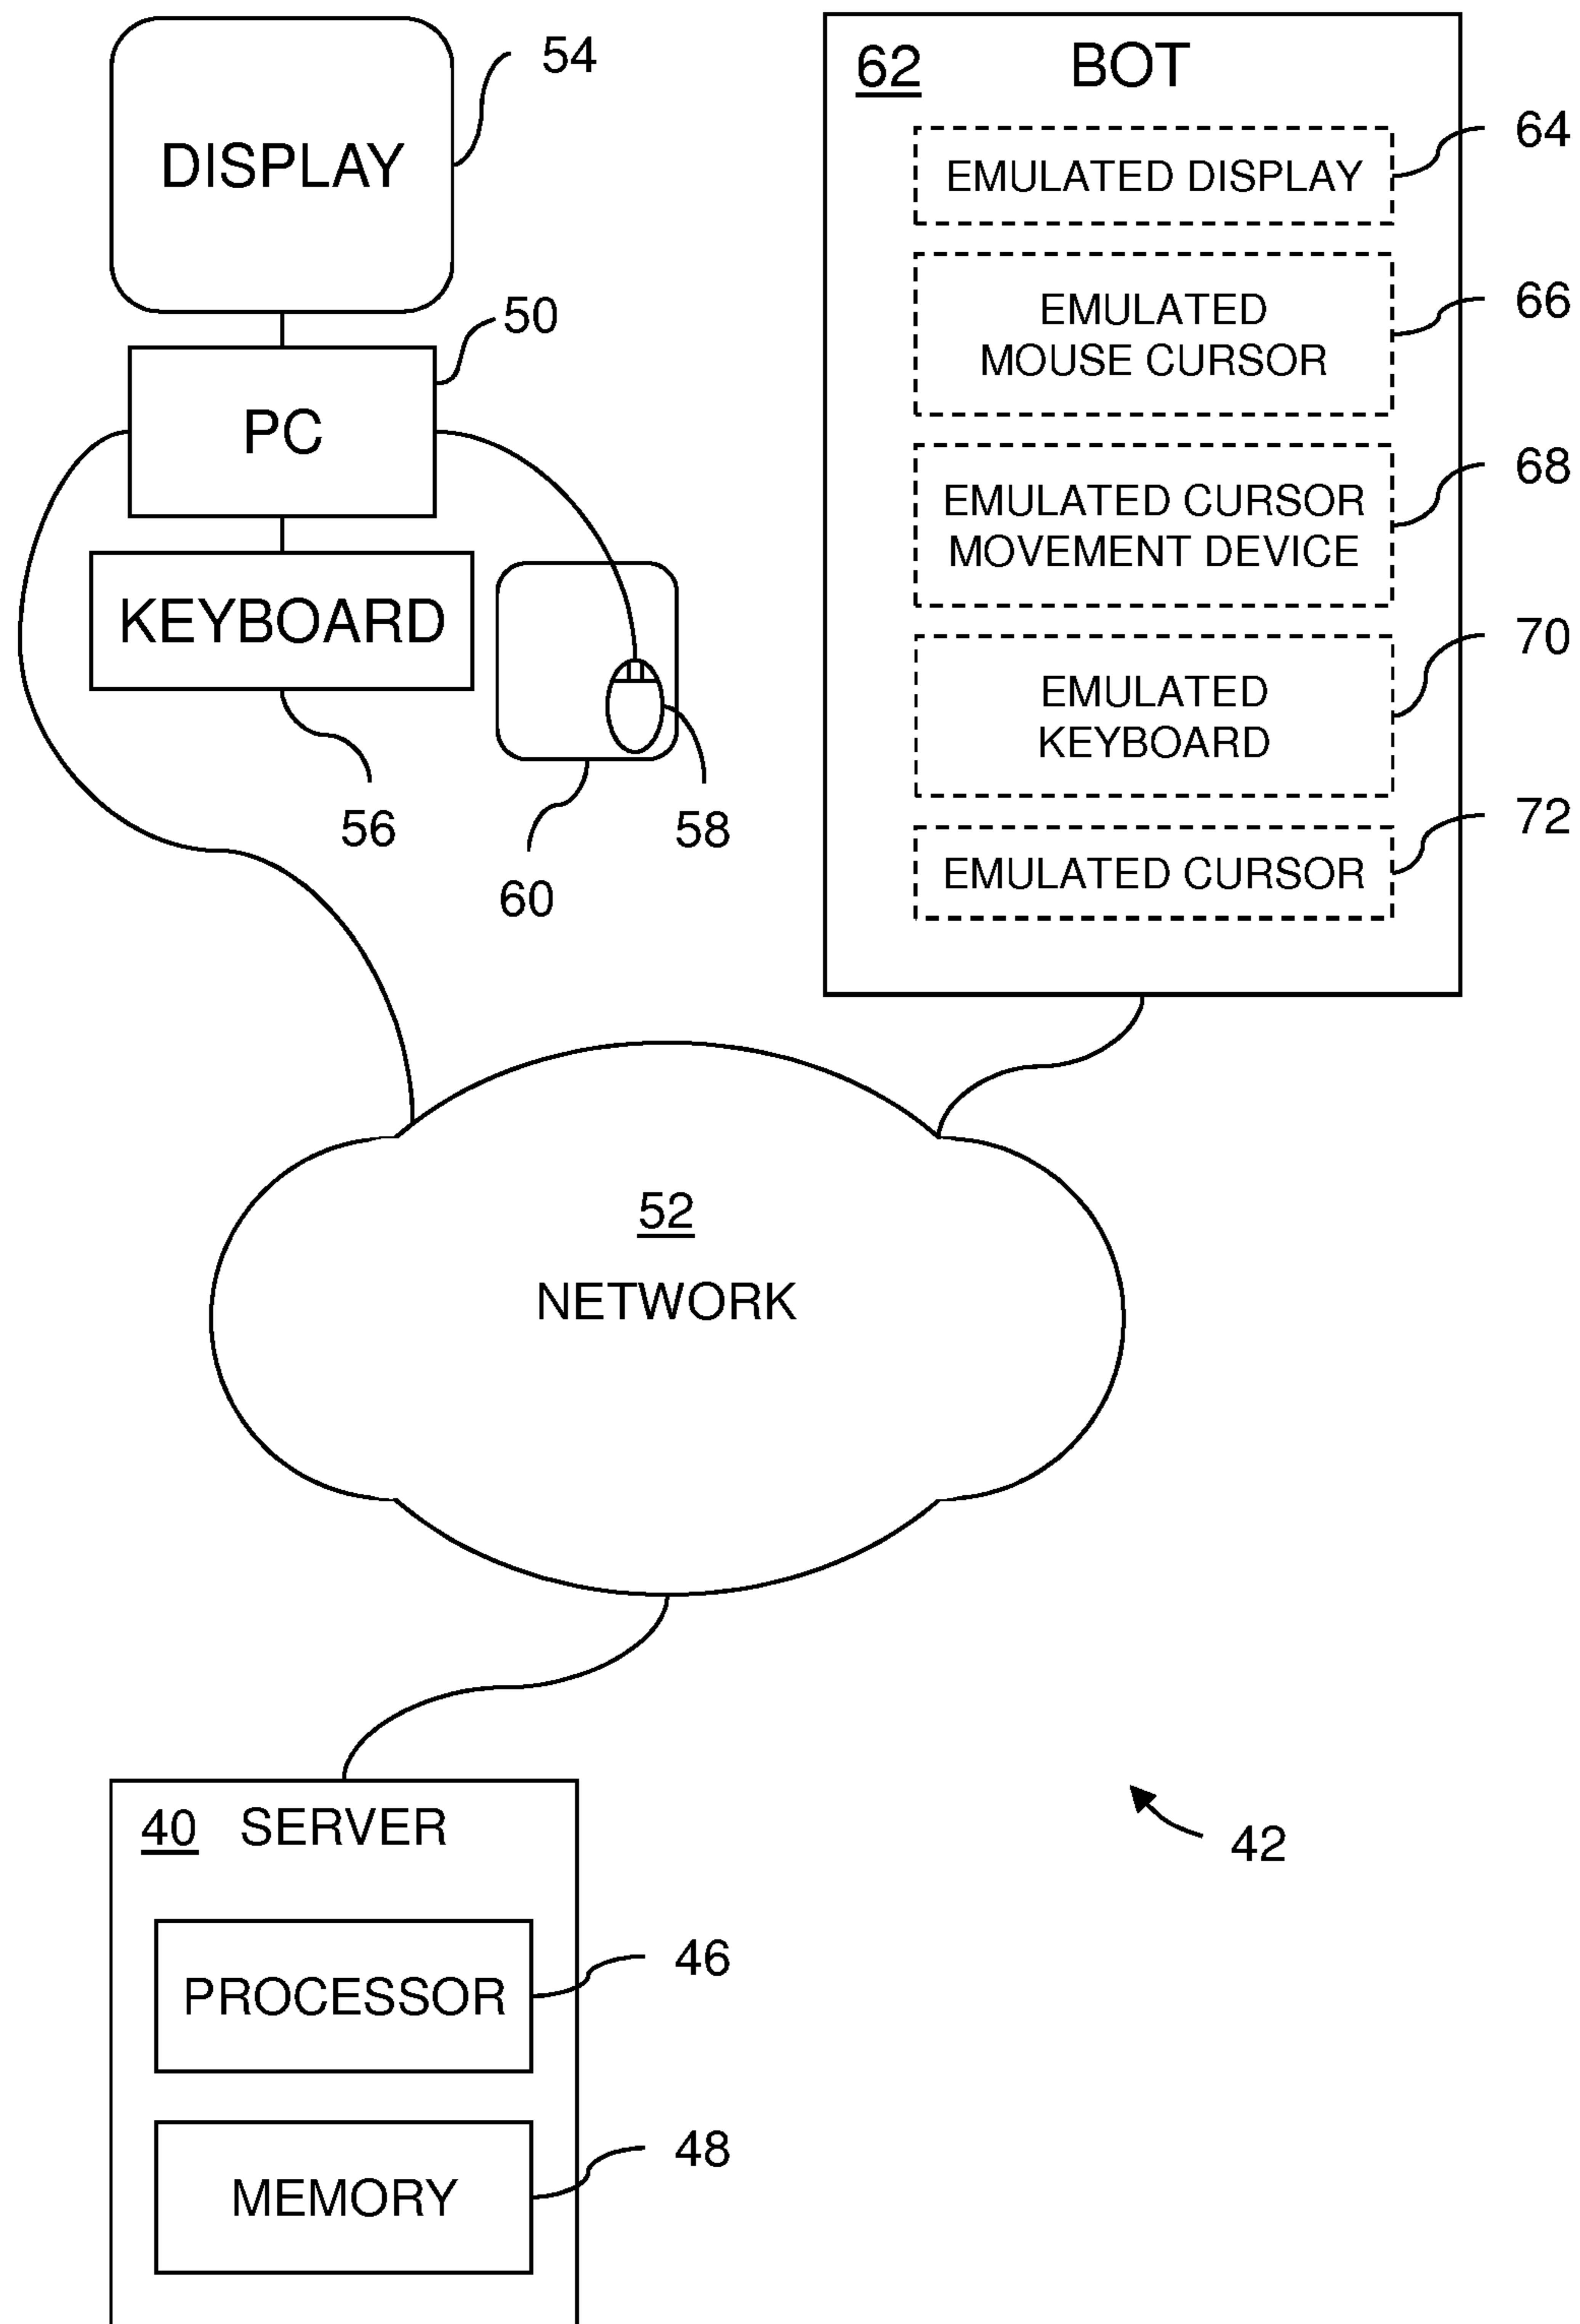 DISPLAY
54
50
PC
KEYBOARD
56
58
60
62 BOT
EMULATED DISPLAY
64
EMULATED
MOUSE CURSOR
66
EMULATED CURSOR
MOVEMENT DEVICE
68
EMULATED
KEYBOARD
70
EMULATED CURSOR
72
52
NETWORK
40 SERVER
PROCESSOR
46
MEMORY
48
42